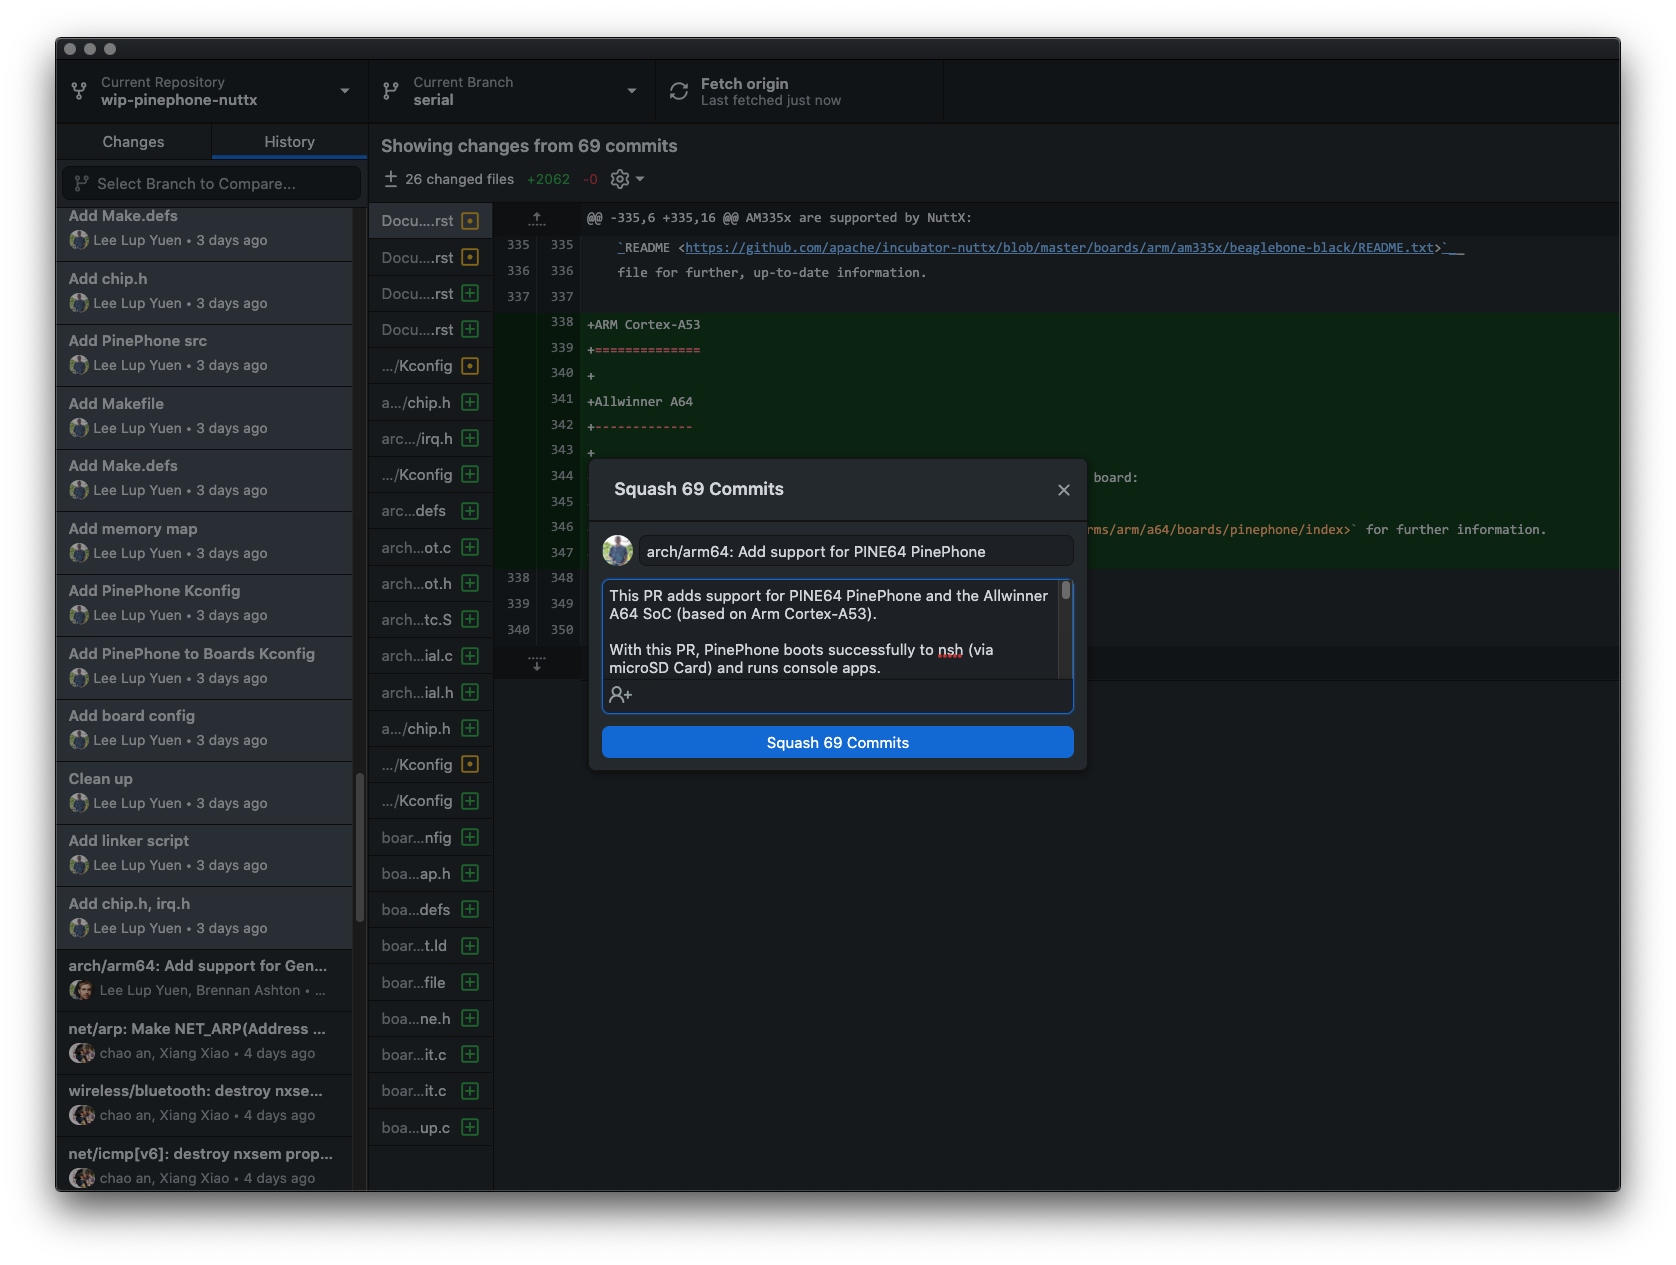 Current Repository
wip-pinephone-nuttx
Current Branch
serial
Fetch origin
Last fetched just now
Changes
History
Select Branch to Compare...
Add Make.defs
Lee Lup Yuen • 3 days ago
Add chip.h
Lee Lup Yuen • 3 days ago
Add PinePhone src
Lee Lup Yuen • 3 days ago
Add Makefile
Lee Lup Yuen • 3 days ago
Add Make.defs
Lee Lup Yuen • 3 days ago
Add memory map
Lee Lup Yuen • 3 days ago
Add PinePhone Kconfig
Lee Lup Yuen • 3 days ago
Add PinePhone to Boards Kconfig
Lee Lup Yuen • 3 days ago
Add board config
Lee Lup Yuen • 3 days ago
Clean up
Lee Lup Yuen • 3 days ago
Add linker script
Lee Lup Yuen • 3 days ago
Add chip.h, irq.h
Lee Lup Yuen • 3 days ago
arch/arm64: Add support for Gen...
Lee Lup Yuen, Brennan Ashton • ...
net/arp: Make NET_ARP(Address ...
chao an, Xiang Xiao • 4 days ago
wireless/bluetooth: destroy nxse...
chao an, Xiang Xiao • 4 days ago
net/icmp[v6]: destroy nxsem prop...
chao an, Xiang Xiao • 4 days ago
Showing changes from 69 commits
26 changed files +2062 -0
Docu....rst
Docu....rst
Docu....rst
Docu....rst
.../Kconfig
a.../chip.h
arc.../irq.h
.../Kconfig
arc...defs
arch...ot.c
arch...ot.h
arch...tc.S
arch...ial.c
arch...ial.h
a.../chip.h
.../Kconfig
.../Kconfig
boar...nfig
boa...ap.h
boa...defs
boar...t.ld
boar...file
boa...ne.h
boar...it.c
boar...it.c
boa...up.c
@@ -335,6 +335,16 @@ AM335x are supported by NuttX:
335 335 `README <https://github.com/apache/incubator-nuttx/blob/master/boards/arm/am335x/beaglebone-black/README.txt>`__
336 336 file for further, up-to-date information.
337 337
338 +ARM Cortex-A53
339 +==============
340 +
341 +Allwinner A64
342 +-------------
343 +
344 board:
345
346 rms/arm/a64/boards/pinephone/index>` for further information.
347
338 348
339 349
340 350
Squash 69 Commits
arch/arm64: Add support for PINE64 PinePhone
This PR adds support for PINE64 PinePhone and the Allwinner
A64 SoC (based on Arm Cortex-A53).
With this PR, PinePhone boots successfully to nsh (via
microSD Card) and runs console apps.
Squash 69 Commits